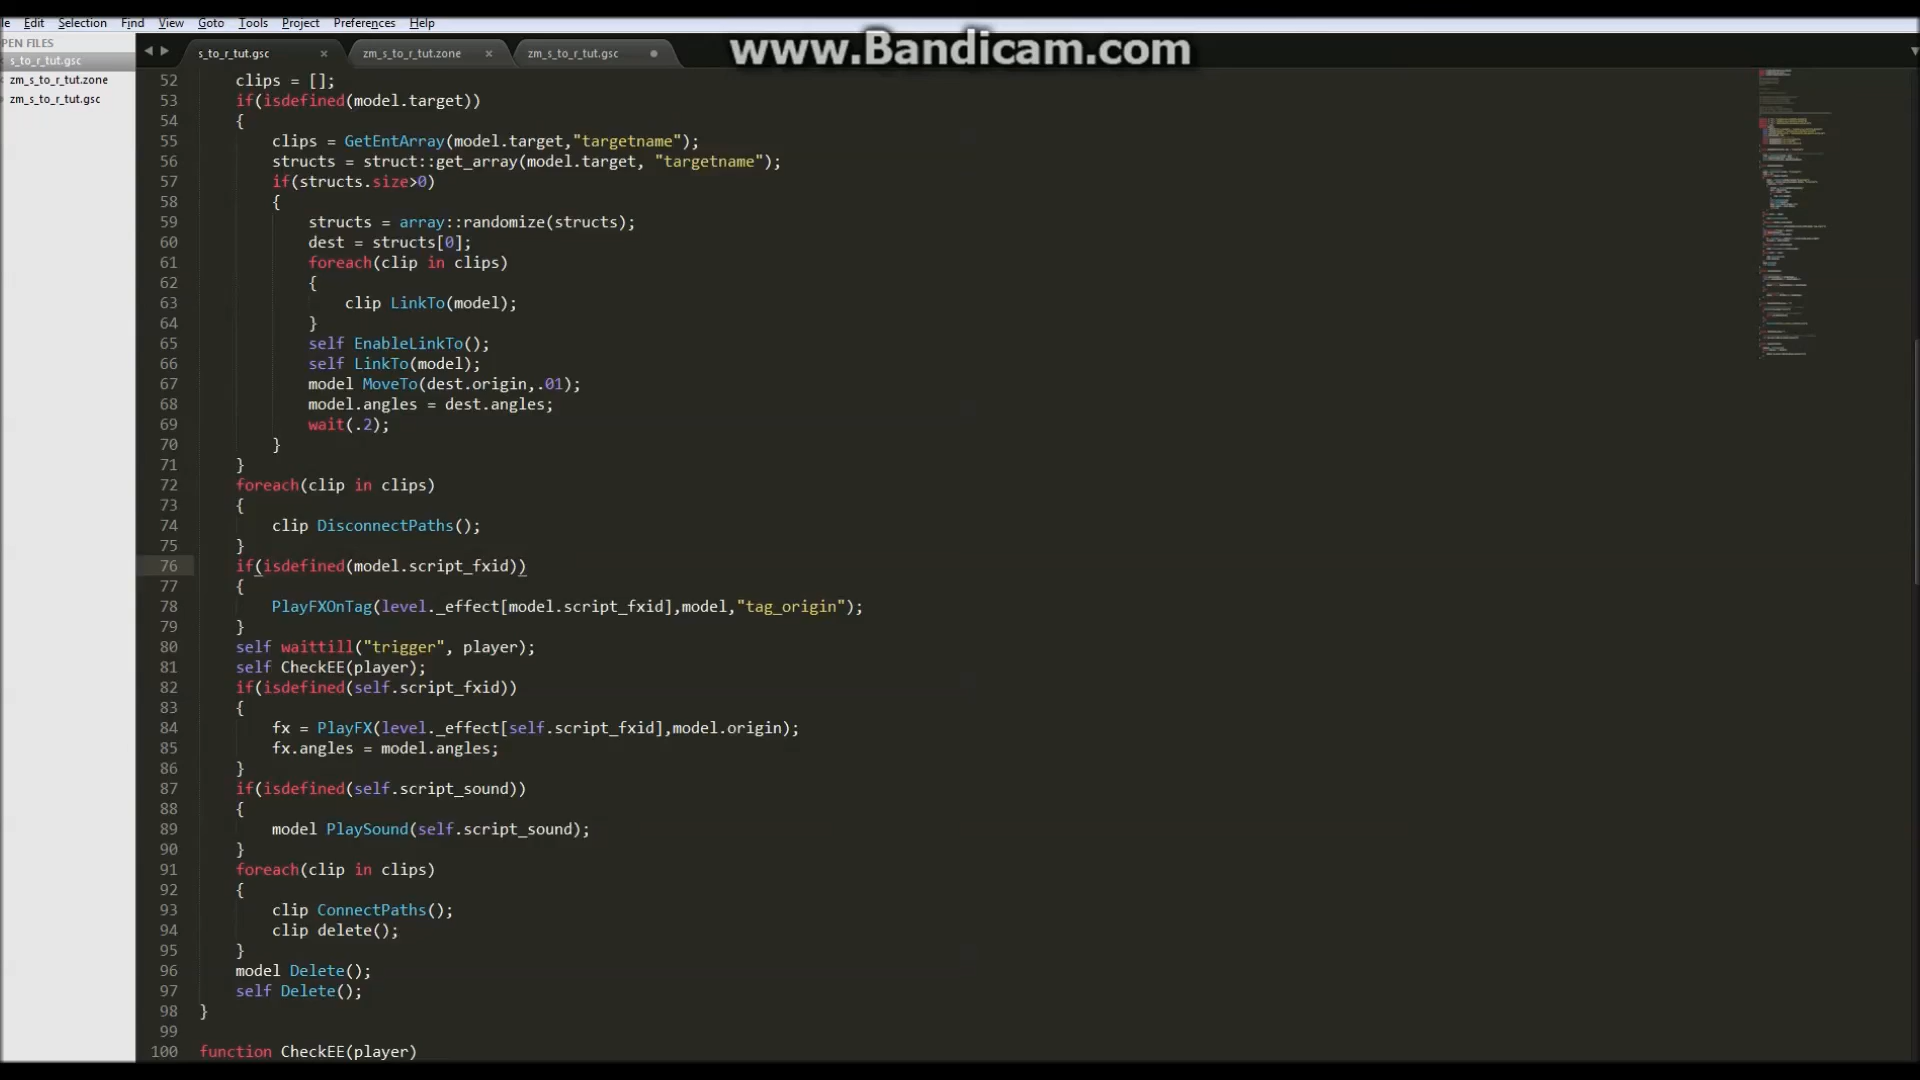 le Edit Selection Find View Goto Tools Project Preferences Help
PEN FILES
s_to_r_tut.gsc
zm_s_to_r_tut.zone
zm_s_to_r_tut.gsc
s_to_r_tut.gsc × zm_s_to_r_tut.zone × zm_s_to_r_tut.gsc
www.Bandicam.com
52 clips = [];
53 if(isdefined(model.target))
54 {
55 clips = GetEntArray(model.target,"targetname");
56 structs = struct::get_array(model.target, "targetname");
57 if(structs.size>0)
58 {
59 structs = array::randomize(structs);
60 dest = structs[0];
61 foreach(clip in clips)
62 {
63 clip LinkTo(model);
64 }
65 self EnableLinkTo();
66 self LinkTo(model);
67 model MoveTo(dest.origin,.01);
68 model.angles = dest.angles;
69 wait(.2);
70 }
71 }
72 foreach(clip in clips)
73 {
74 clip DisconnectPaths();
75 }
76 if(isdefined(model.script_fxid))
77 {
78 PlayFXOnTag(level._effect[model.script_fxid],model,"tag_origin");
79 }
80 self waittill("trigger", player);
81 self CheckEE(player);
82 if(isdefined(self.script_fxid))
83 {
84 fx = PlayFX(level._effect[self.script_fxid],model.origin);
85 fx.angles = model.angles;
86 }
87 if(isdefined(self.script_sound))
88 {
89 model PlaySound(self.script_sound);
90 }
91 foreach(clip in clips)
92 {
93 clip ConnectPaths();
94 clip delete();
95 }
96 model Delete();
97 self Delete();
98 }
99
100 function CheckEE(player)